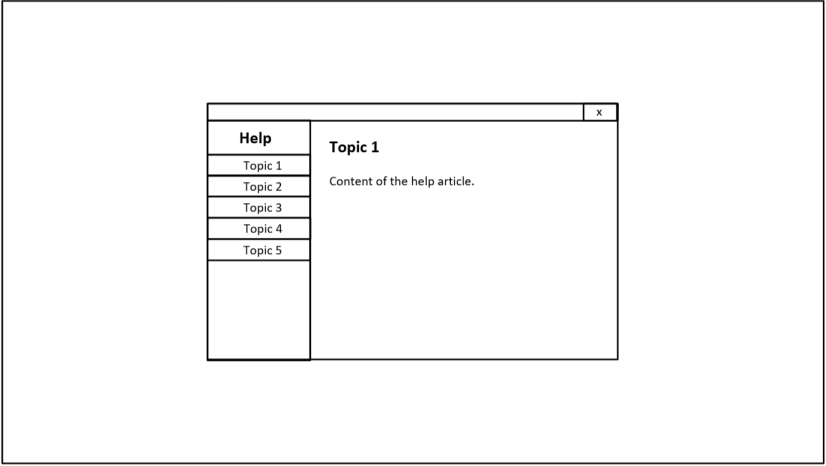 x
Help
Topic 1
Topic 2
Topic 3
Topic 4
Topic 5
Topic 1
Content of the help article.